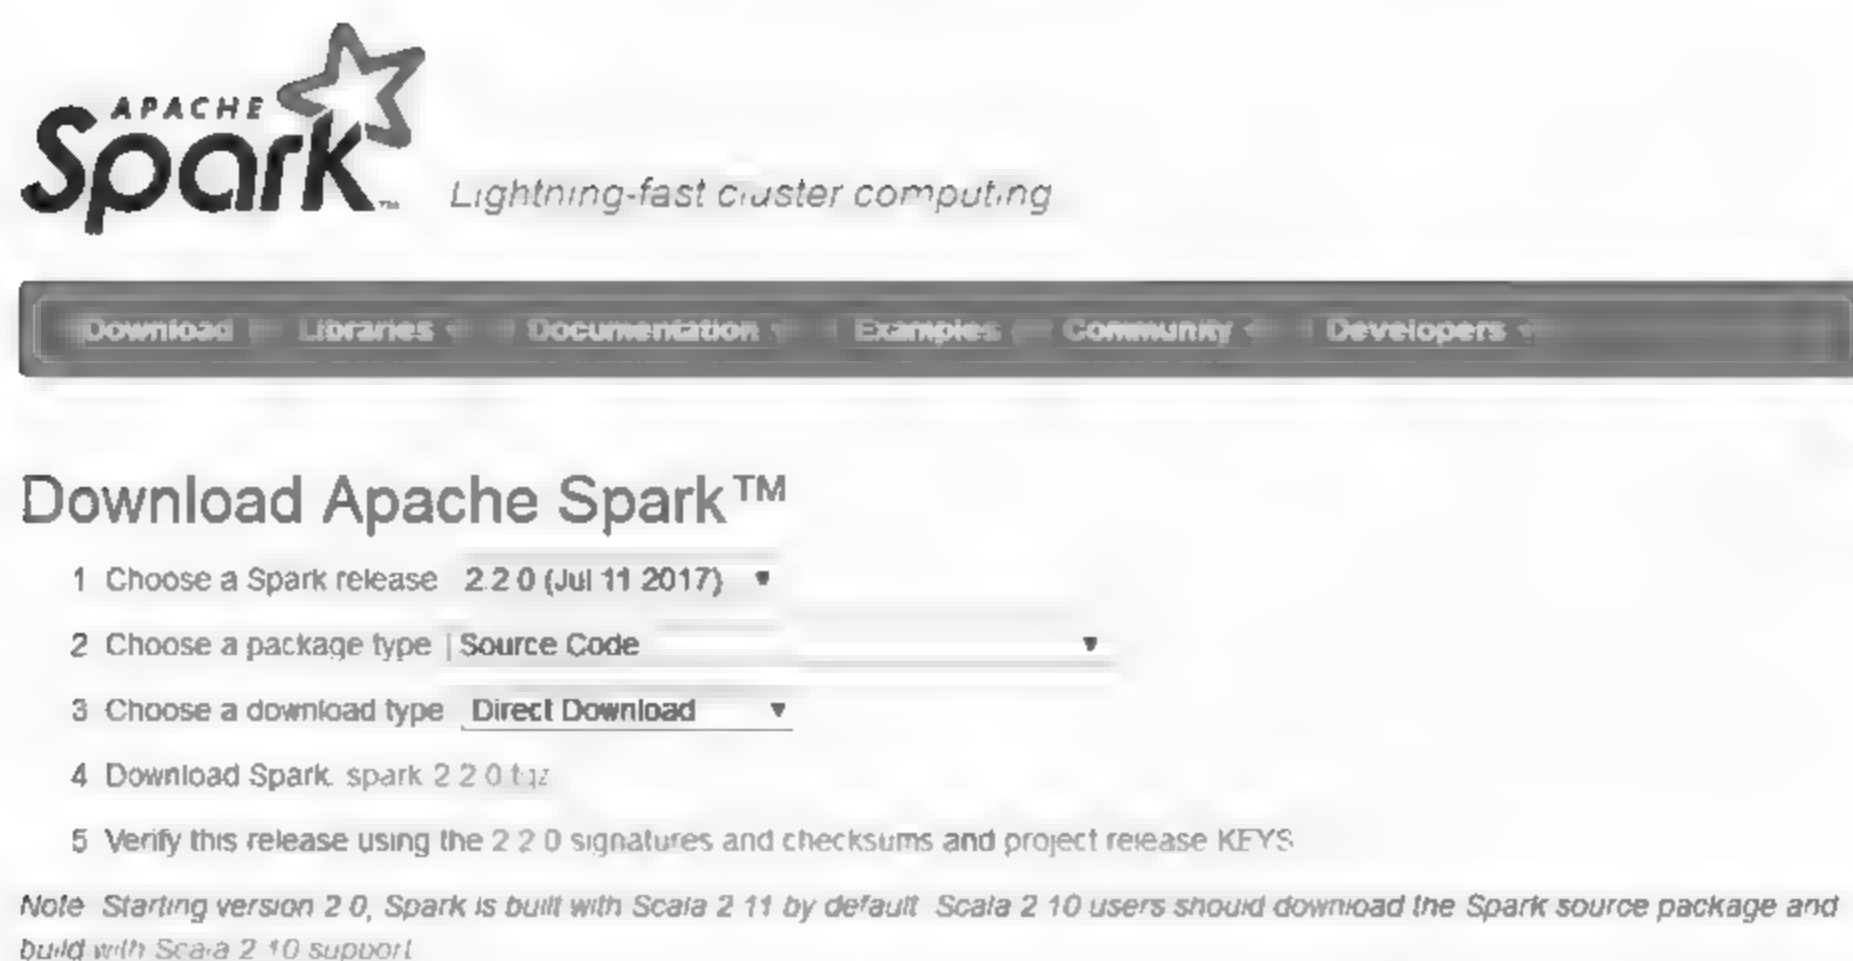 APACHE
Spark™ Lightning-fast cluster computing
Download Libraries Documentation Examples Community Developers
Download Apache Spark™
1 Choose a Spark release 2.2 0 (Jul 11 2017)
2 Choose a package type Source Code
3 Choose a download type Direct Download
4 Download Spark. spark 2 2 0 tgz
5 Verify this release using the 2 2 0 signatures and checksums and project release KEYS
Note Starting version 2 0, Spark is built with Scala 2 11 by default Scala 2 10 users should download the Spark source package and
build with Scala 2 10 support